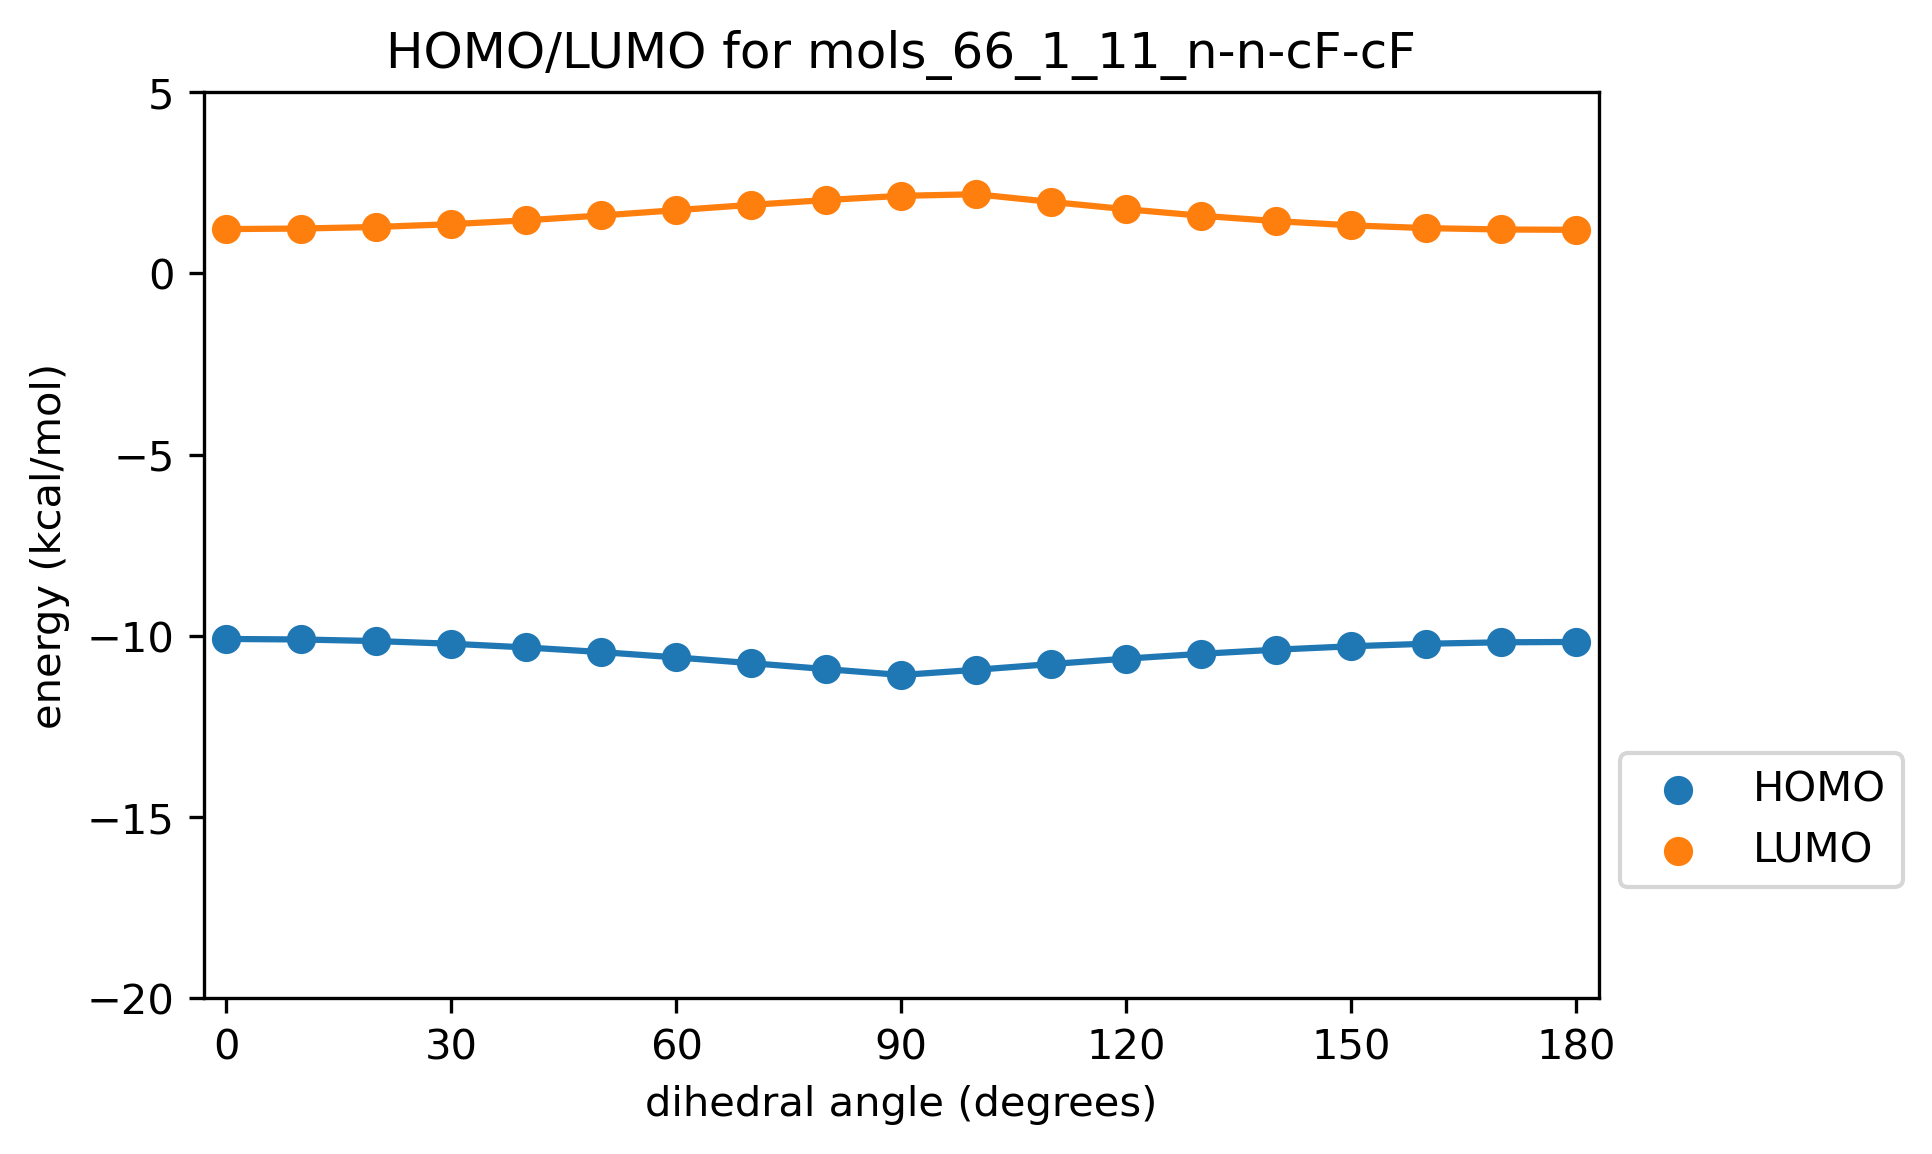 HOMO/LUMO for mols_66_1_11_n-n-cF-cF
5
0
−5
−10
−15
−20
energy (kcal/mol)
0 30 60 90 120 150 180
dihedral angle (degrees)
HOMO
LUMO